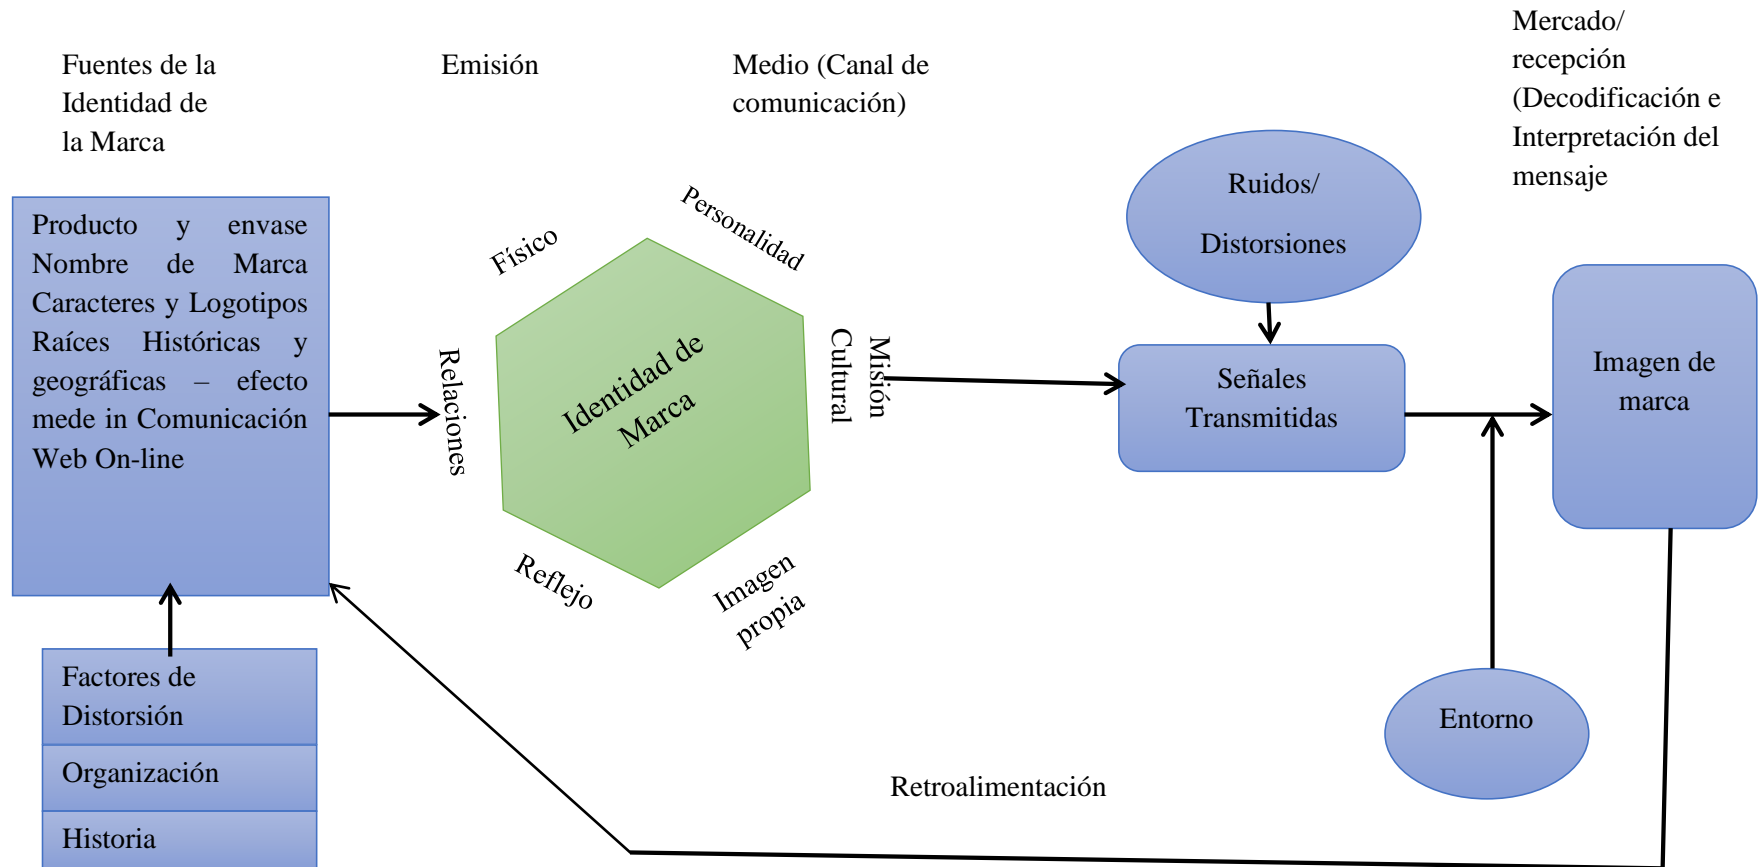 Fuentes de la
Identidad de
la Marca
Emisión
Medio (Canal de
comunicación)
Mercado/
recepción
(Decodificación e
Interpretación del
mensaje
Producto y envase
Nombre de Marca
Caracteres y Logotipos
Raíces Históricas y
geográficas – efecto
mede in Comunicación
Web On-line
Factores de
Distorsión
Organización
Historia
Físico
Personalidad
Relaciones
Identidad de
Marca
Misión
Cultural
Reflejo
Imagen
propia
Ruidos/
Distorsiones
Señales
Transmitidas
Imagen de
marca
Entorno
Retroalimentación